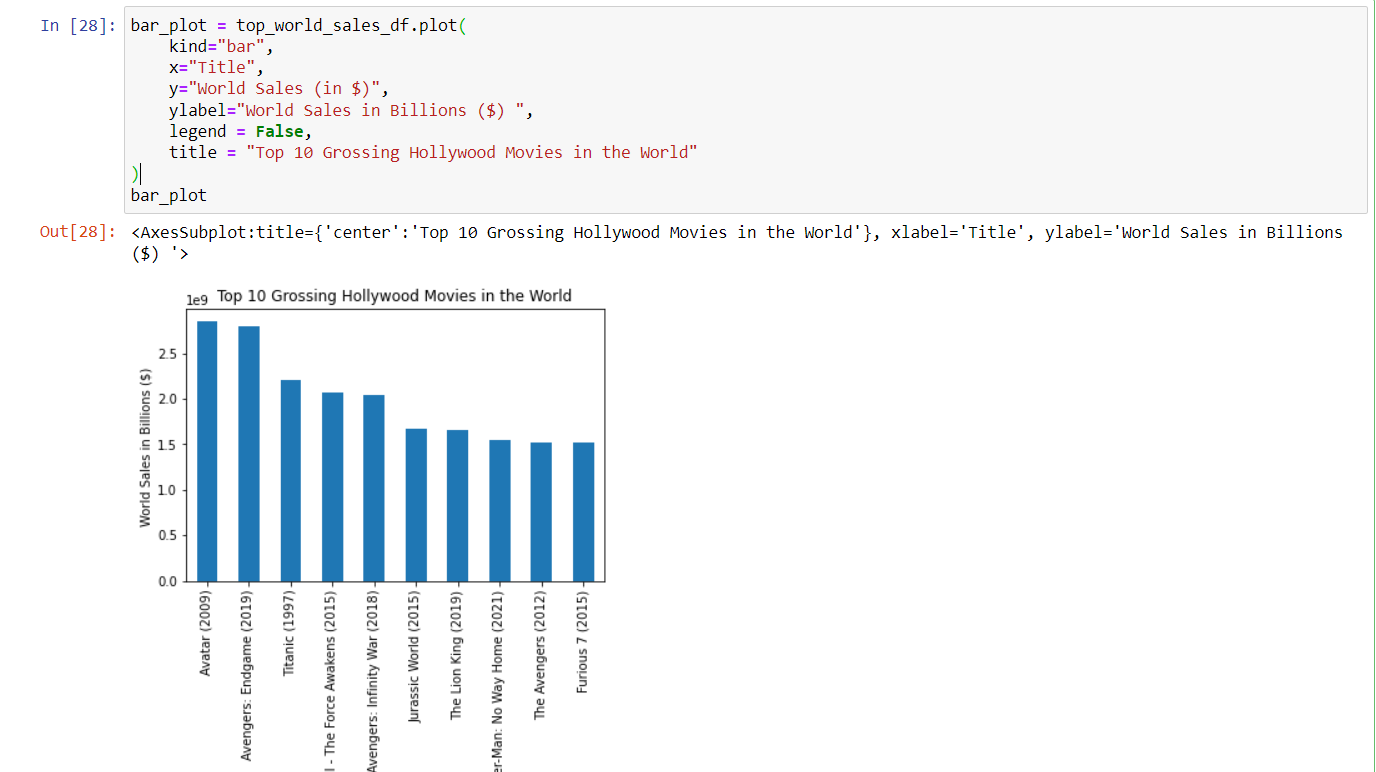 In [28]: bar_plot = top_world_sales_df.plot(
kind="bar",
x="Title",
y="World Sales (in $)",
ylabel="World Sales in Billions ($) ",
legend = False,
title = "Top 10 Grossing Hollywood Movies in the World"
)
bar_plot
Out[28]: <AxesSubplot:title={'center':'Top 10 Grossing Hollywood Movies in the World'}, xlabel='Title', ylabel='World Sales in Billions
($) '>
1e9 Top 10 Grossing Hollywood Movies in the World
World Sales in Billions ($)
2.5
2.0
1.5
1.0
0.5
0.0
Avatar (2009)
Avengers: Endgame (2019)
Titanic (1997)
- The Force Awakens (2015)
Avengers: Infinity War (2018)
Jurassic World (2015)
The Lion King (2019)
er-Man: No Way Home (2021)
The Avengers (2012)
Furious 7 (2015)